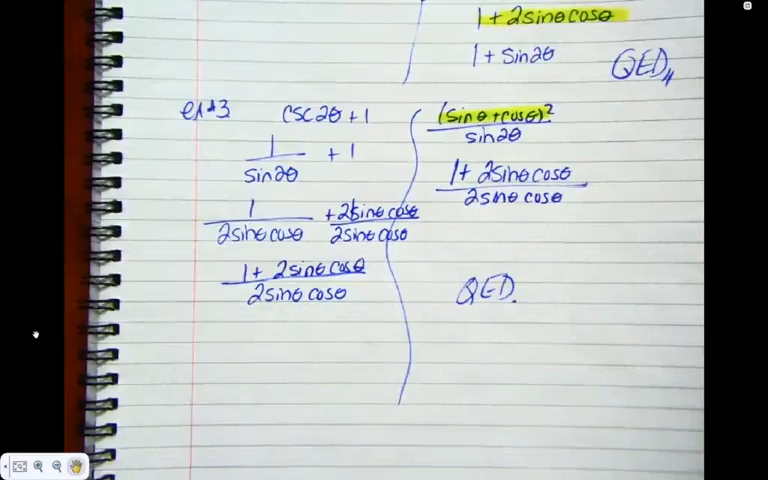 1 + 2sinθcosθ
1 + Sin2θ
QED,,
ex #3
csc2θ + 1
1 / sin2θ + 1
1 / 2sinθcosθ + 2sinθcosθ / 2sinθcosθ
1 + 2sinθcosθ / 2sinθcosθ
(sinθ + cosθ)² / sin2θ
1 + 2sinθcosθ / 2sinθcosθ
QED.